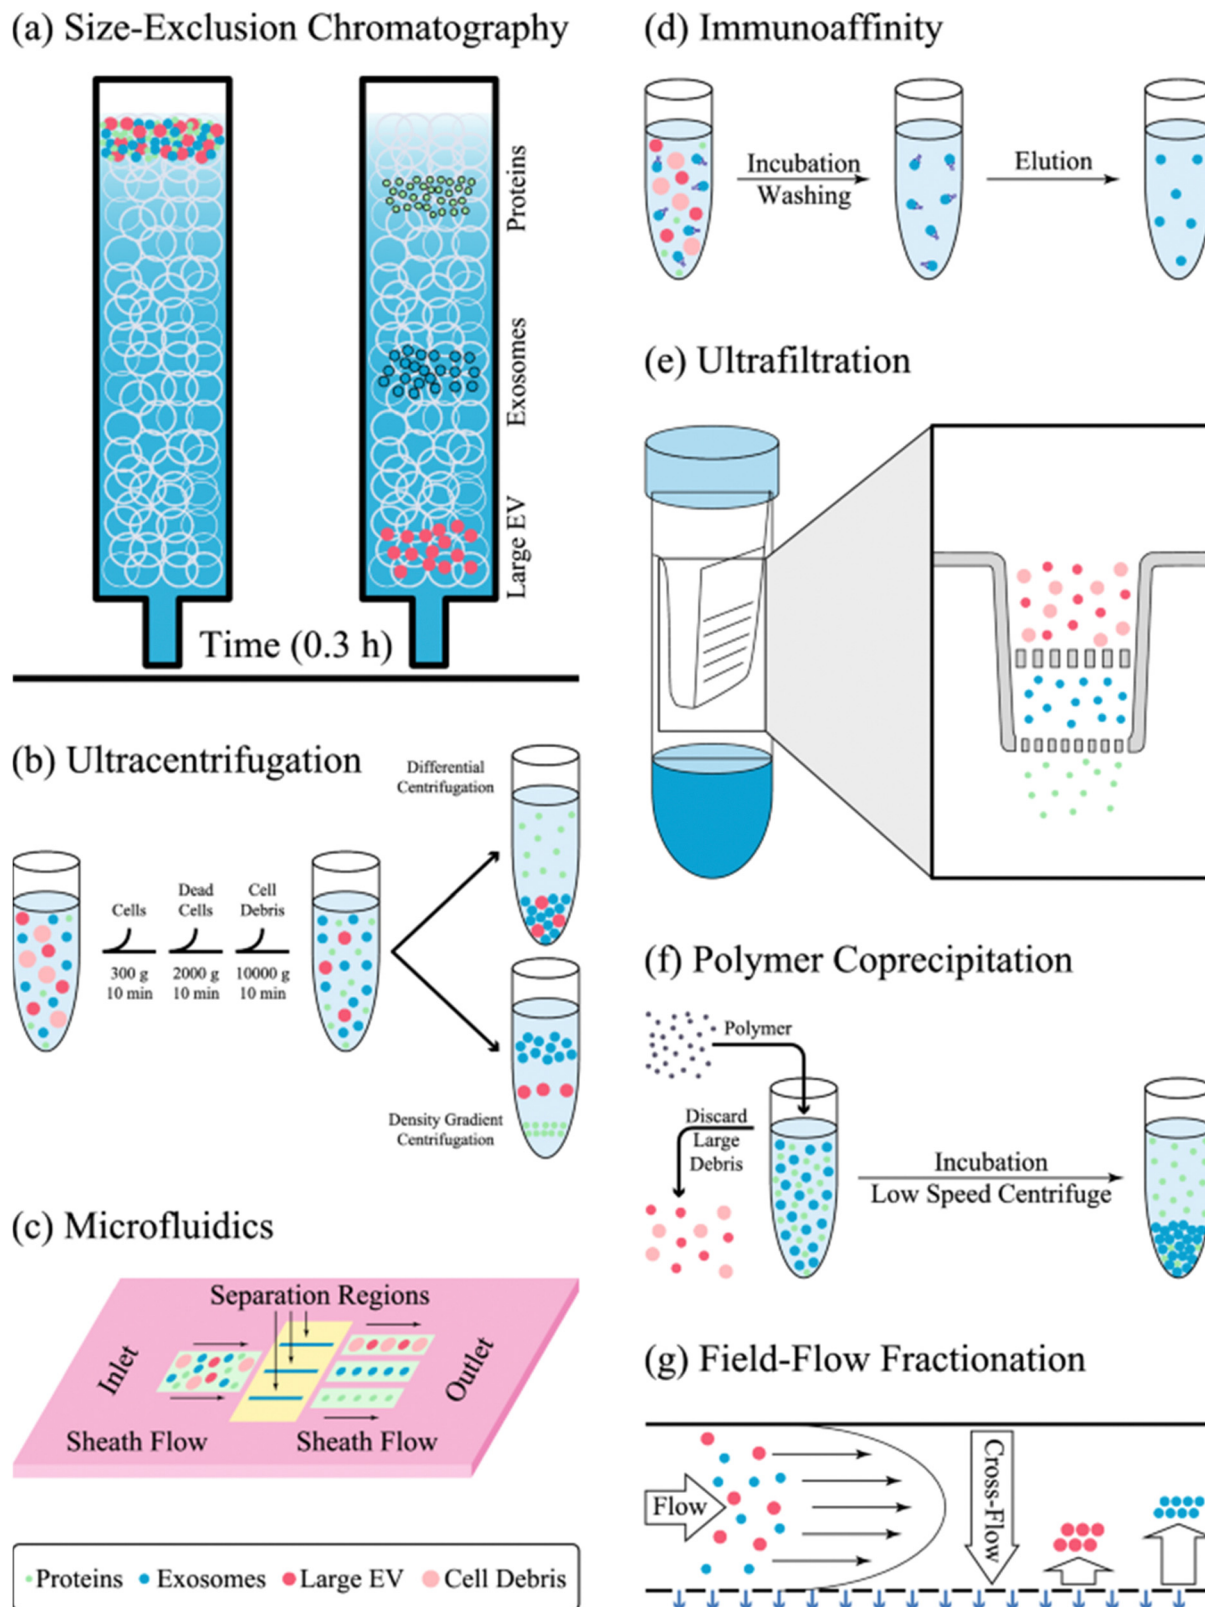 (a) Size-Exclusion Chromatography
Proteins
Exosomes
Large EV
Time (0.3 h)
(b) Ultracentrifugation
Differential
Centrifugation
Cells
Dead
Cells
Cell
Debris
300 g
10 min
2000 g
10 min
10000 g
10 min
Density Gradient
Centrifugation
(c) Microfluidics
Separation Regions
Inlet
Outlet
Sheath Flow
Sheath Flow
Proteins
Exosomes
Large EV
Cell Debris
(d) Immunoaffinity
Incubation
Washing
Elution
(e) Ultrafiltration
(f) Polymer Coprecipitation
Polymer
Discard
Large
Debris
Incubation
Low Speed Centrifuge
(g) Field-Flow Fractionation
Flow
Cross-Flow